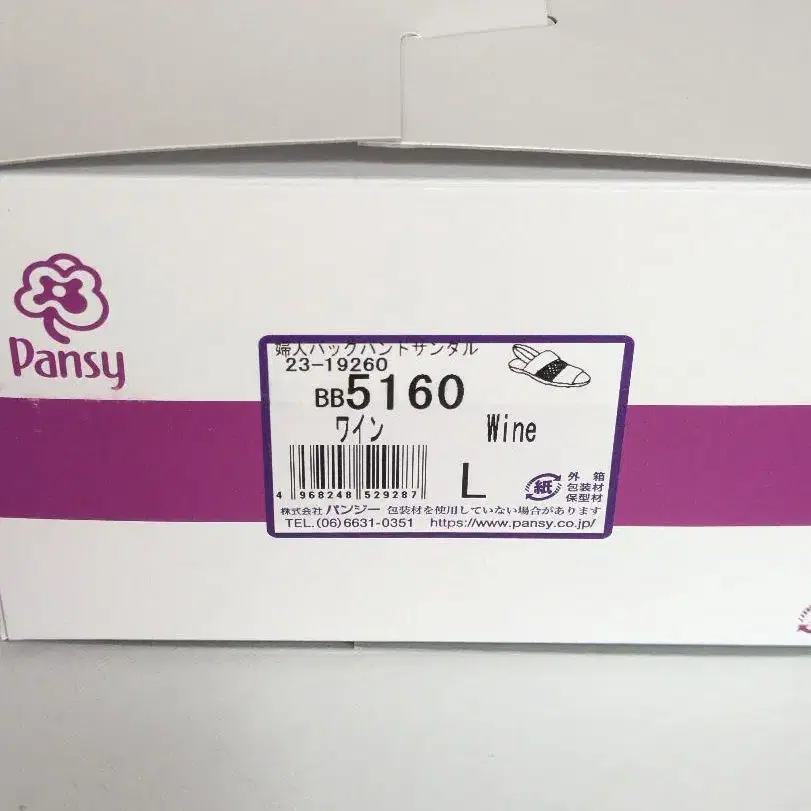 Pansy
婦人バックバンドサンダル
23-19260
BB5160
ワイン Wine
4 968248 529287
L
紙
外箱
包装材
保型材
株式会社 パンジー 包装材を使用していない場合があります
TEL.(06)6631-0351 https://www.pansy.co.jp/